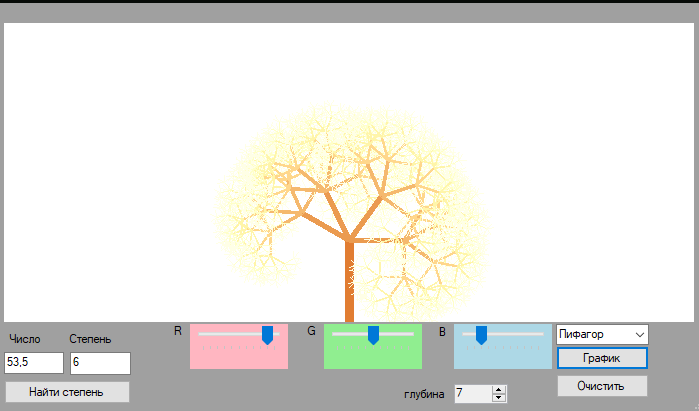 R G B Пифагор
Число Степень График
53,5 6
Найти степень глубина 7 Очистить